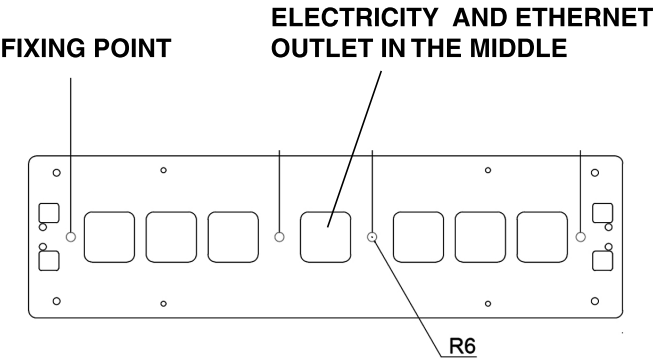 ELECTRICITY AND ETHERNET
FIXING POINT
OUTLET IN THE MIDDLE
R6